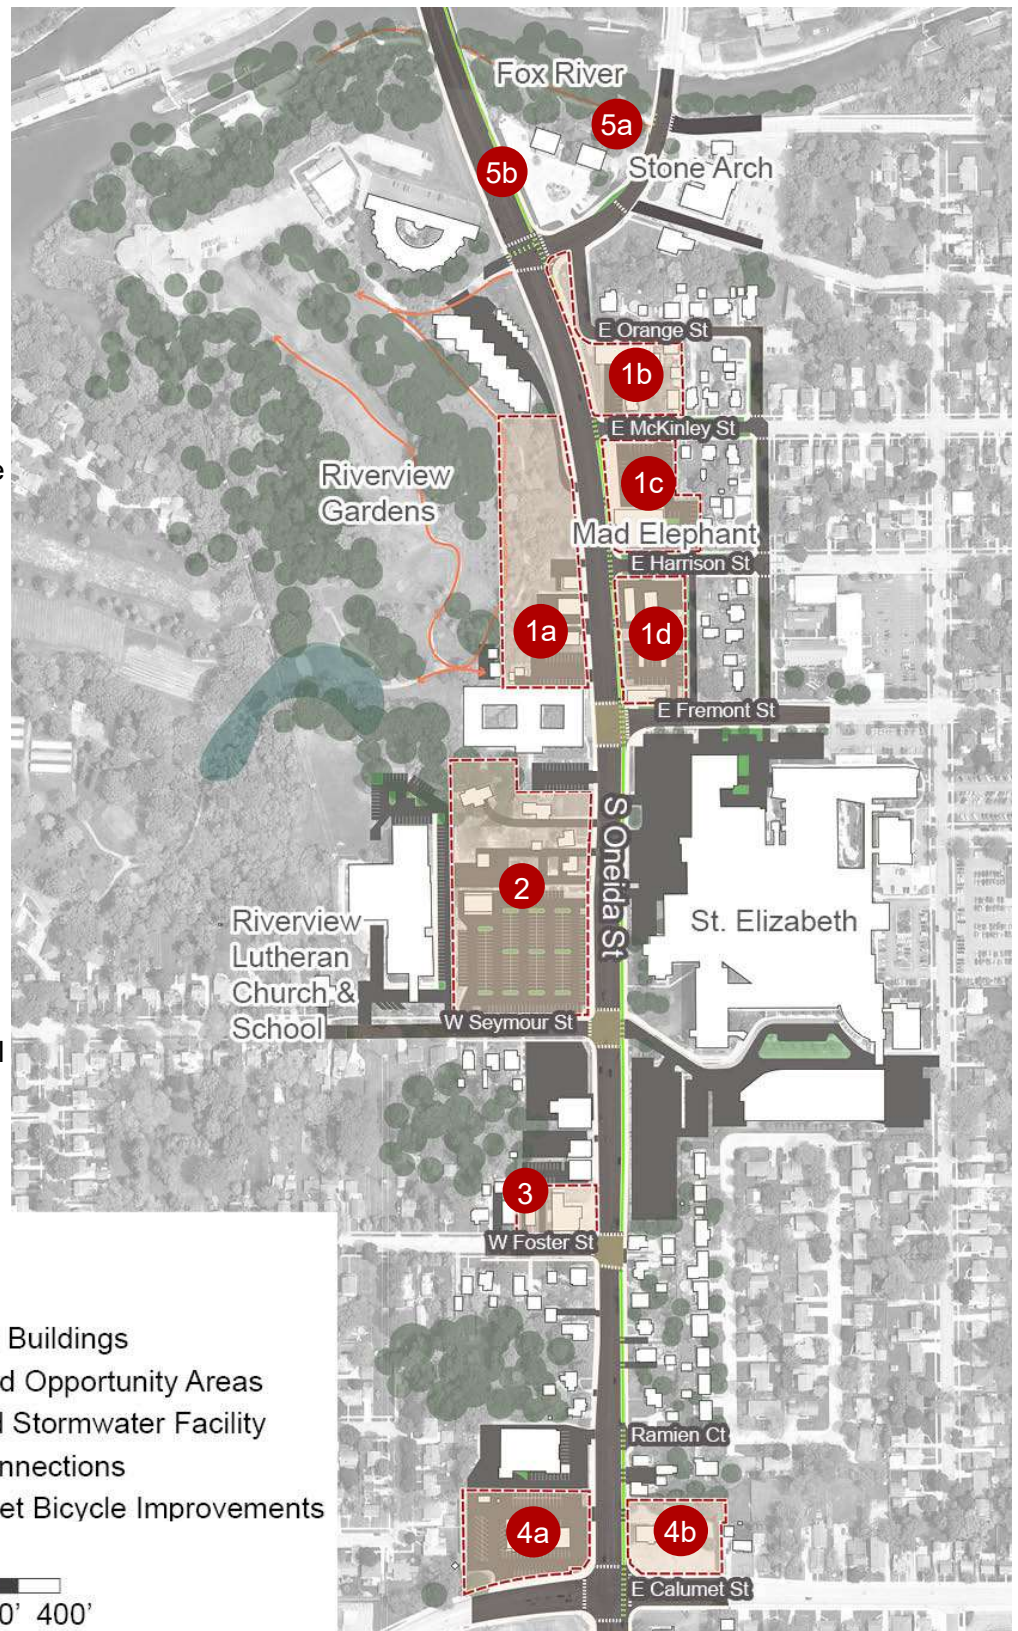 Fox River
5a
5b
Stone Arch
E Orange St
1b
E McKinley St
e
Riverview
Gardens
1c
Mad Elephant
E Harrison St
1a
1d
E Fremont St
S Oneida St
2
Riverview
Lutheran
Church &
School
St. Elizabeth
W Seymour St
3
W Foster St
Buildings
d Opportunity Areas
Stormwater Facility
nnections
et Bicycle Improvements
Ramien Ct
4a
4b
E Calumet St
0' 400'